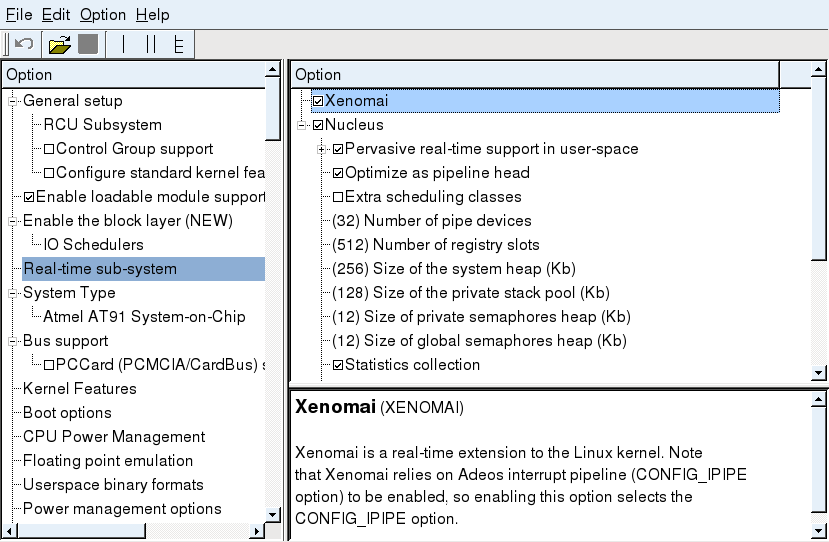 File Edit Option Help
Option
General setup
RCU Subsystem
Control Group support
Configure standard kernel fea
Enable loadable module support
Enable the block layer (NEW)
IO Schedulers
Real-time sub-system
System Type
Atmel AT91 System-on-Chip
Bus support
PCCard (PCMCIA/CardBus) s
Kernel Features
Boot options
CPU Power Management
Floating point emulation
Userspace binary formats
Power management options
Option
Xenomai
Nucleus
Pervasive real-time support in user-space
Optimize as pipeline head
Extra scheduling classes
(32) Number of pipe devices
(512) Number of registry slots
(256) Size of the system heap (Kb)
(128) Size of the private stack pool (Kb)
(12) Size of private semaphores heap (Kb)
(12) Size of global semaphores heap (Kb)
Statistics collection
Xenomai (XENOMAI)
Xenomai is a real-time extension to the Linux kernel. Note
that Xenomai relies on Adeos interrupt pipeline (CONFIG_IPIPE
option) to be enabled, so enabling this option selects the
CONFIG_IPIPE option.